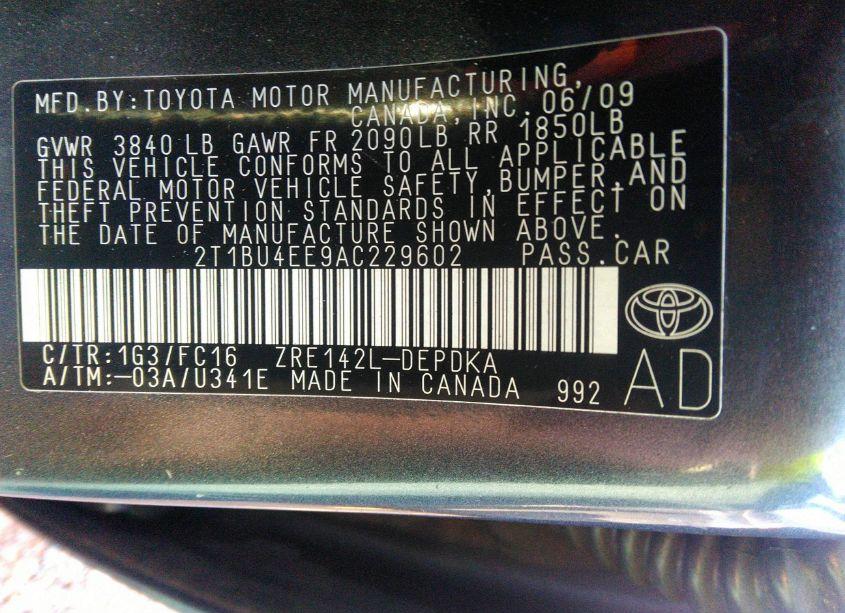 MFD.BY:TOYOTA MOTOR MANUFACTURING,
CANADA,INC. 06/09
GVWR 3840 LB GAWR FR 2090LB RR 1850LB
THIS VEHICLE CONFORMS TO ALL APPLICABLE
FEDERAL MOTOR VEHICLE SAFETY,BUMPER,AND
THEFT PREVENTION STANDARDS IN EFFECT ON
THE DATE OF MANUFACTURE SHOWN ABOVE.
2T1BU4EE9AC229602 PASS.CAR
C/TR:1G3/FC16 ZRE142L-DEPDKA
A/TM:-03A/U341E MADE IN CANADA 992
AD